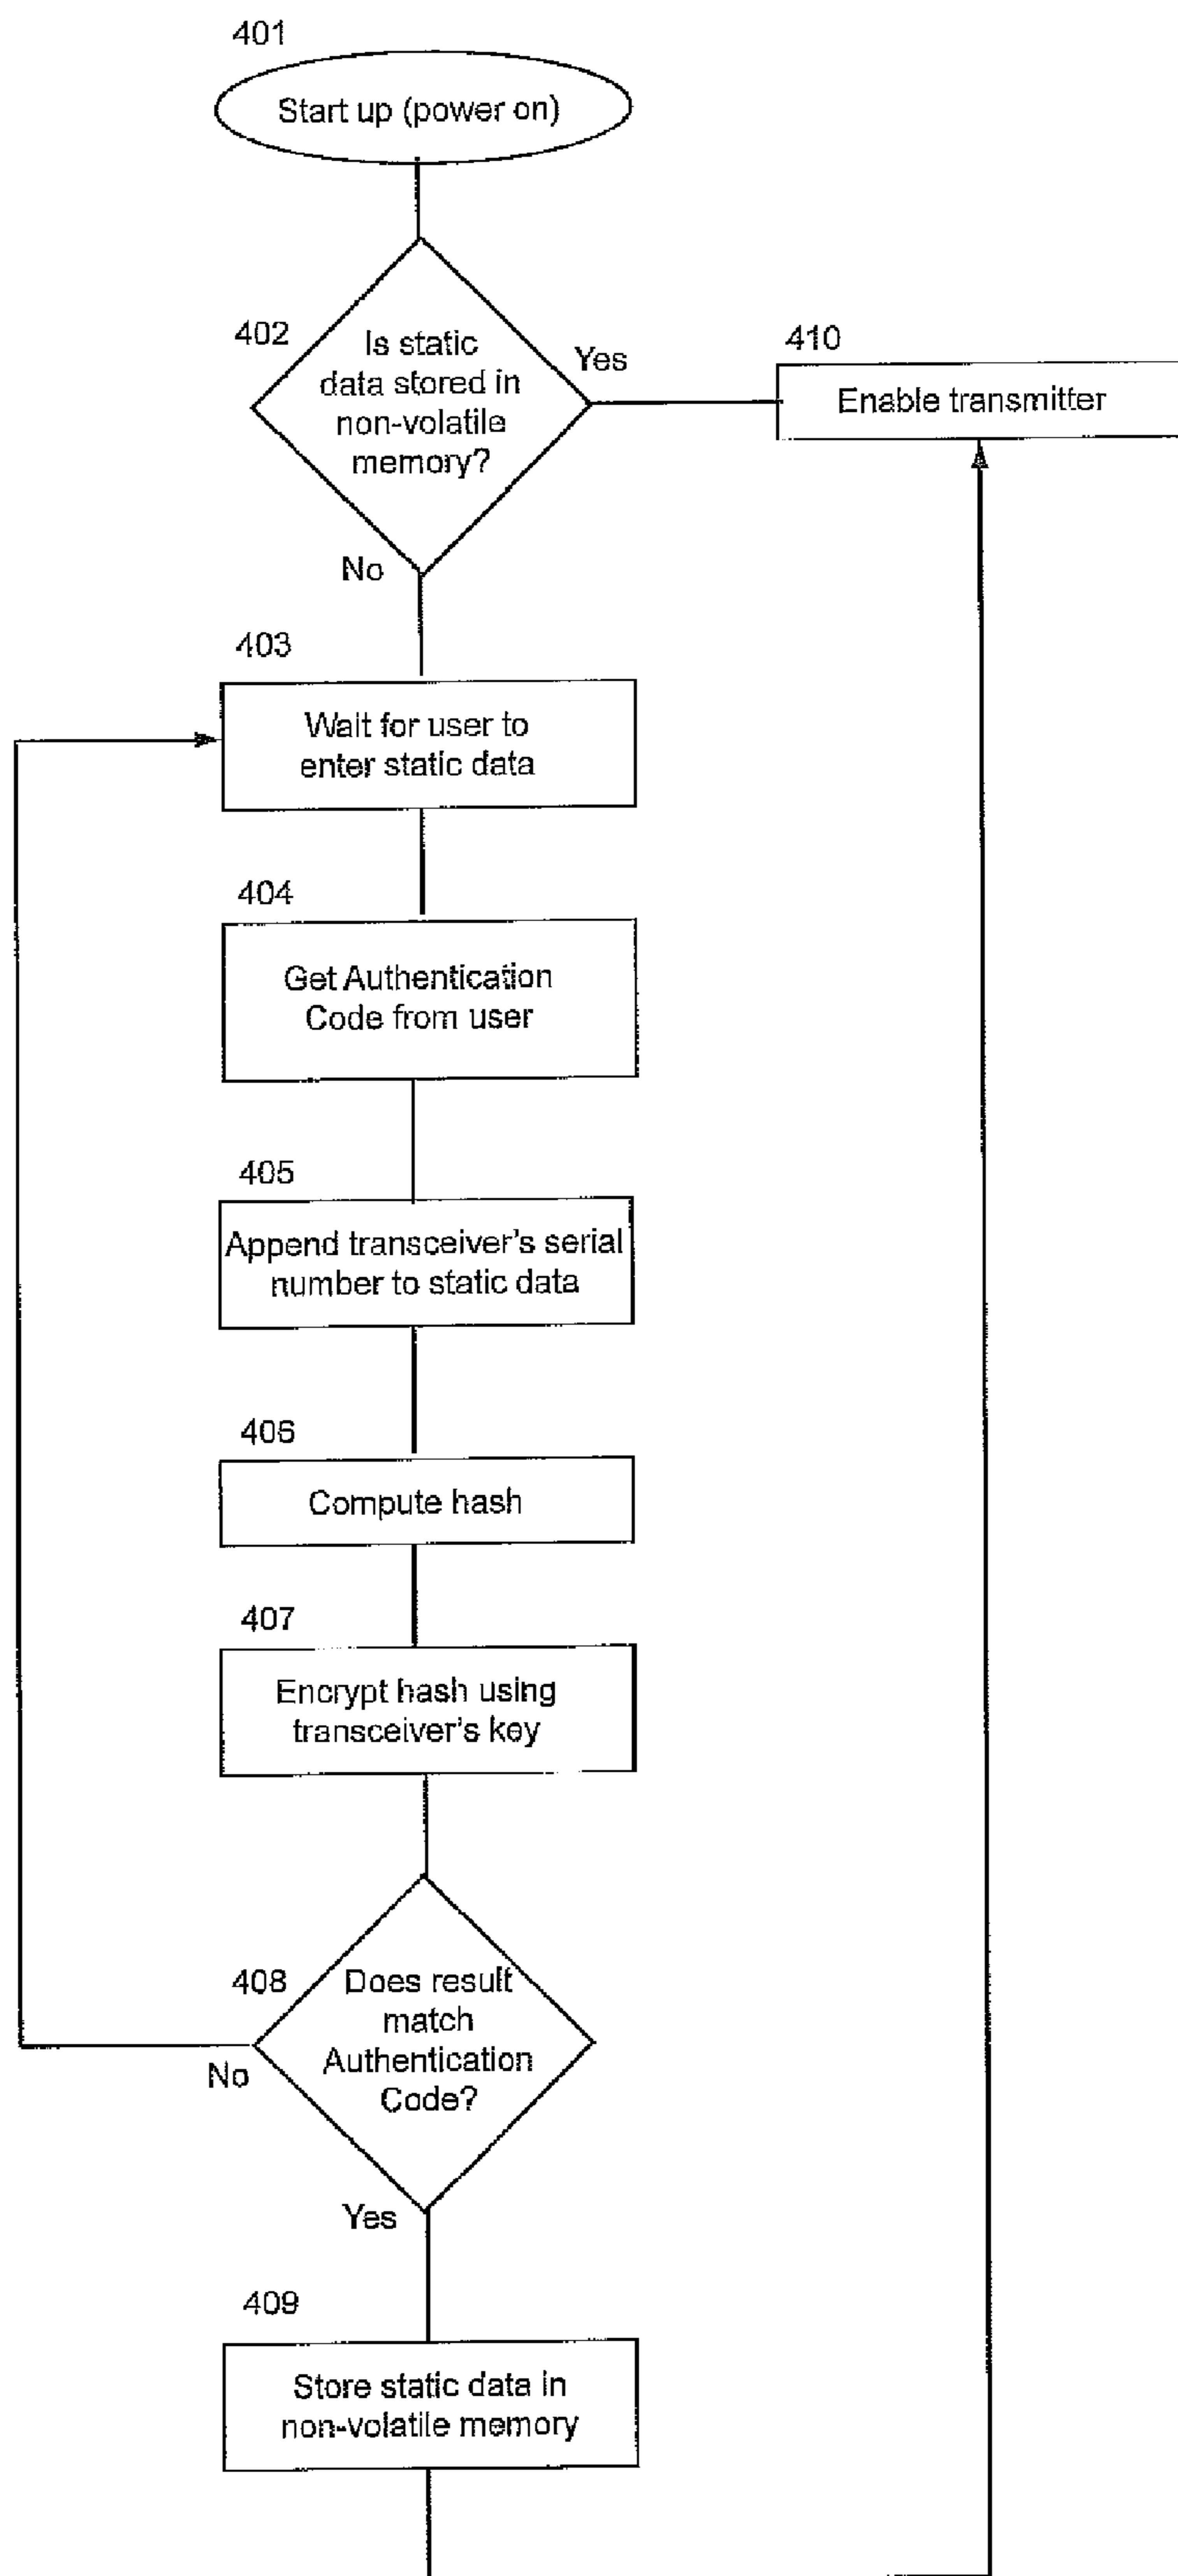 401
Start up (power on)
402
Is static
data stored in
non-volatile
memory?
Yes
No
410
Enable transmitter
403
Wait for user to
enter static data
404
Get Authentication
Code from user
405
Append transceiver's serial
number to static data
406
Compute hash
407
Encrypt hash using
transceiver's key
408
Does result
match
Authentication
Code?
No
Yes
409
Store static data in
non-volatile memory